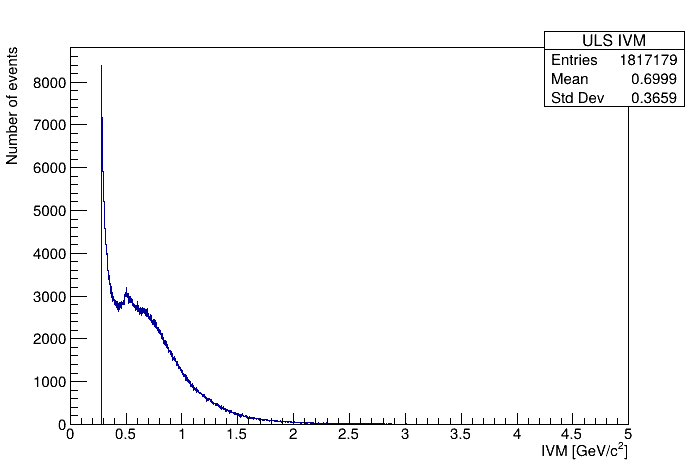 ULS IVM
Entries 1817179
Mean 0.6999
Std Dev 0.3659
Number of events
8000
7000
6000
5000
4000
3000
2000
1000
0
0 0.5 1 1.5 2 2.5 3 3.5 4 4.5 5
IVM [GeV/c²]